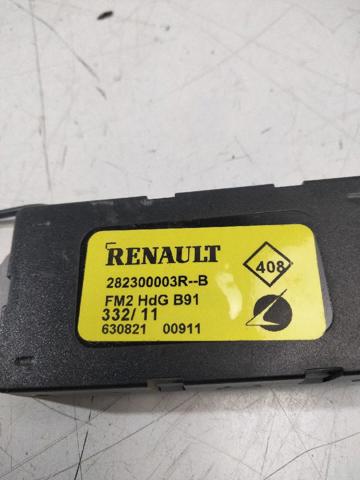 RENAULT
408
282300003R--B
FM2 HdG B91
332/ 11
630821 00911